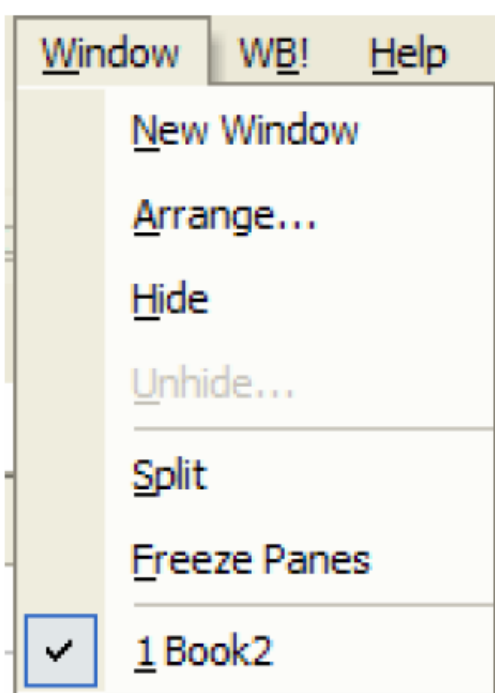 Window WB! Help
New Window
Arrange...
Hide
Unhide...
Split
Freeze Panes
1 Book2